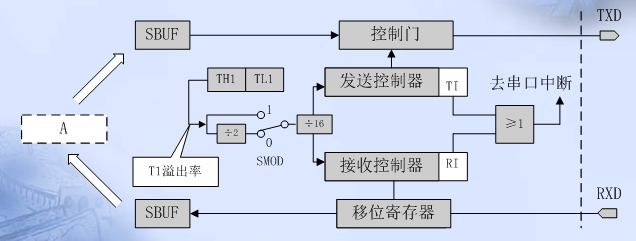 TXD
SBUF
控制门
TH1 TL1
发送控制器
TI
去串口中断
A
1
÷2
÷16
≥1
0
SMOD
T1溢出率
接收控制器
RI
SBUF
移位寄存器
RXD